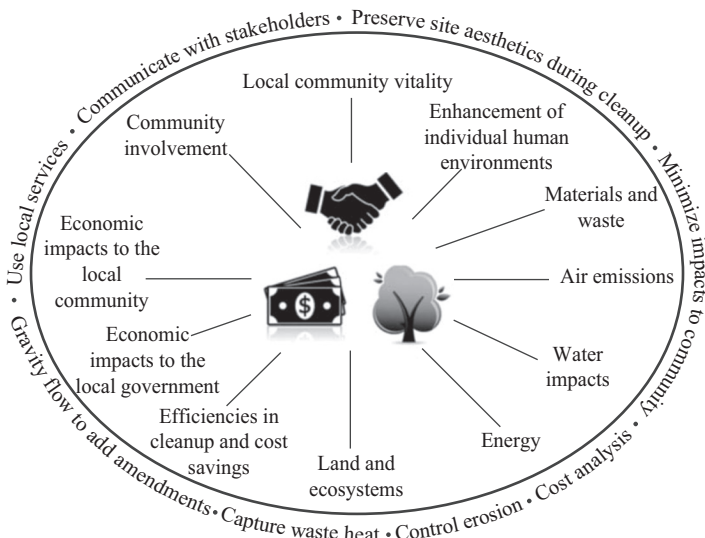 • Use local services • Communicate with stakeholders • Preserve site aesthetics during cleanup • Minimize impacts to community
Gravity flow to add amendments • Capture waste heat • Control erosion • Cost analysis •
Local community vitality
Enhancement of
individual human
environments
Materials and
waste
Air emissions
Water
impacts
Energy
Land and
ecosystems
Efficiencies in
cleanup and cost
savings
Economic
impacts to the
local government
Economic
impacts to the
local
community
Community
involvement
$